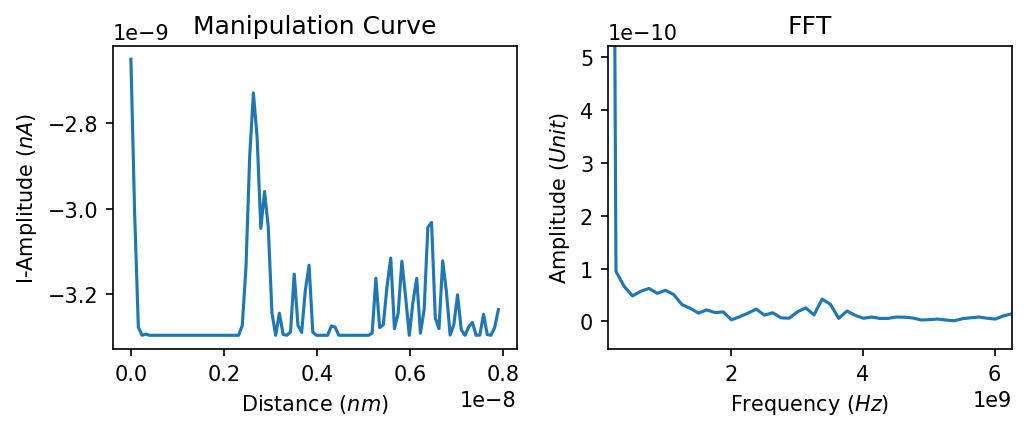 Manipulation Curve
1e−9
I-Amplitude (nA)
−2.8
−3.0
−3.2
0.0 0.2 0.4 0.6 0.8
Distance (nm)
1e−8
FFT
1e−10
Amplitude (Unit)
5
4
3
2
1
0
2 4 6
Frequency (Hz)
1e9